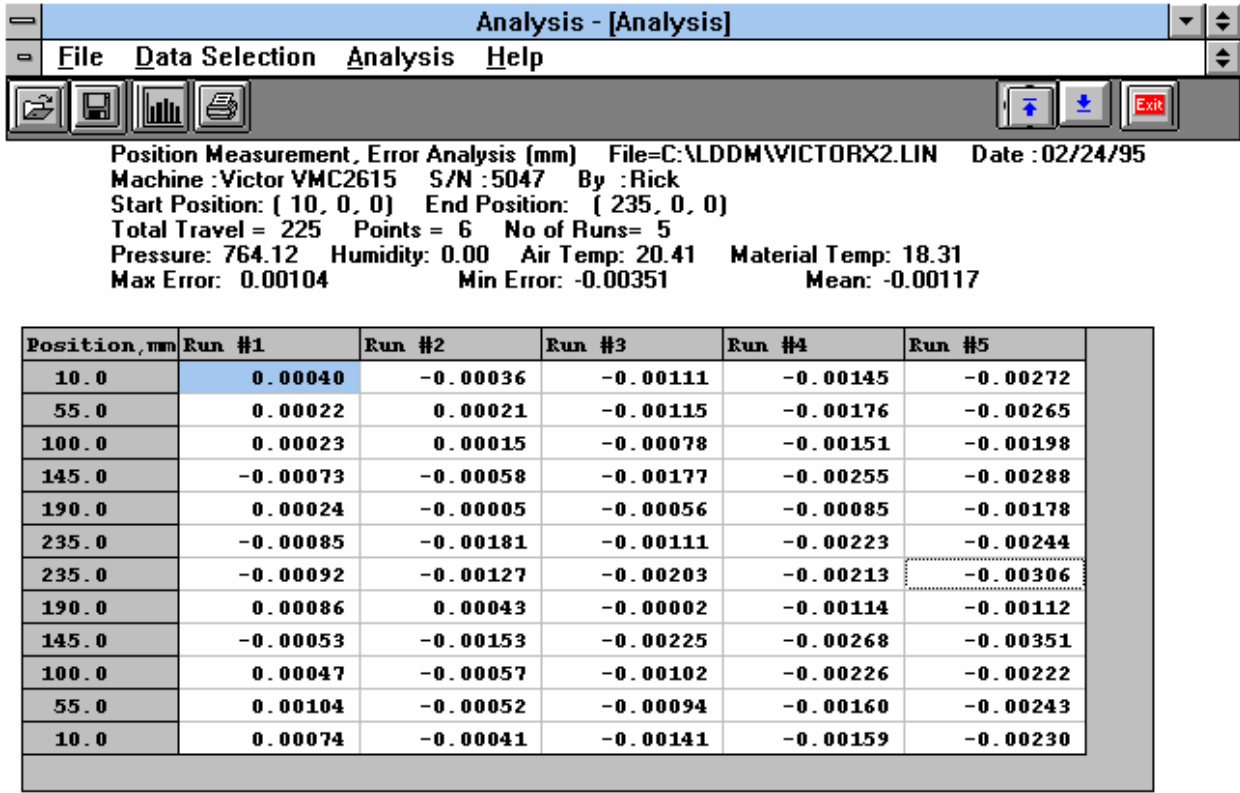 Analysis - [Analysis]
File Data Selection Analysis Help
Exit
Position Measurement, Error Analysis (mm) File=C:\LDDM\VICTORX2.LIN Date :02/24/95
Machine :Victor VMC2615 S/N :5047 By :Rick
Start Position: ( 10, 0, 0) End Position: ( 235, 0, 0)
Total Travel = 225 Points = 6 No of Runs= 5
Pressure: 764.12 Humidity: 0.00 Air Temp: 20.41 Material Temp: 18.31
Max Error: 0.00104 Min Error: -0.00351 Mean: -0.00117
Position,mm Run #1 Run #2 Run #3 Run #4 Run #5
10.0 0.00040 -0.00036 -0.00111 -0.00145 -0.00272
55.0 0.00022 0.00021 -0.00115 -0.00176 -0.00265
100.0 0.00023 0.00015 -0.00078 -0.00151 -0.00198
145.0 -0.00073 -0.00058 -0.00177 -0.00255 -0.00288
190.0 0.00024 -0.00005 -0.00056 -0.00085 -0.00178
235.0 -0.00085 -0.00181 -0.00111 -0.00223 -0.00244
235.0 -0.00092 -0.00127 -0.00203 -0.00213 -0.00306
190.0 0.00086 0.00043 -0.00002 -0.00114 -0.00112
145.0 -0.00053 -0.00153 -0.00225 -0.00268 -0.00351
100.0 0.00047 -0.00057 -0.00102 -0.00226 -0.00222
55.0 0.00104 -0.00052 -0.00094 -0.00160 -0.00243
10.0 0.00074 -0.00041 -0.00141 -0.00159 -0.00230